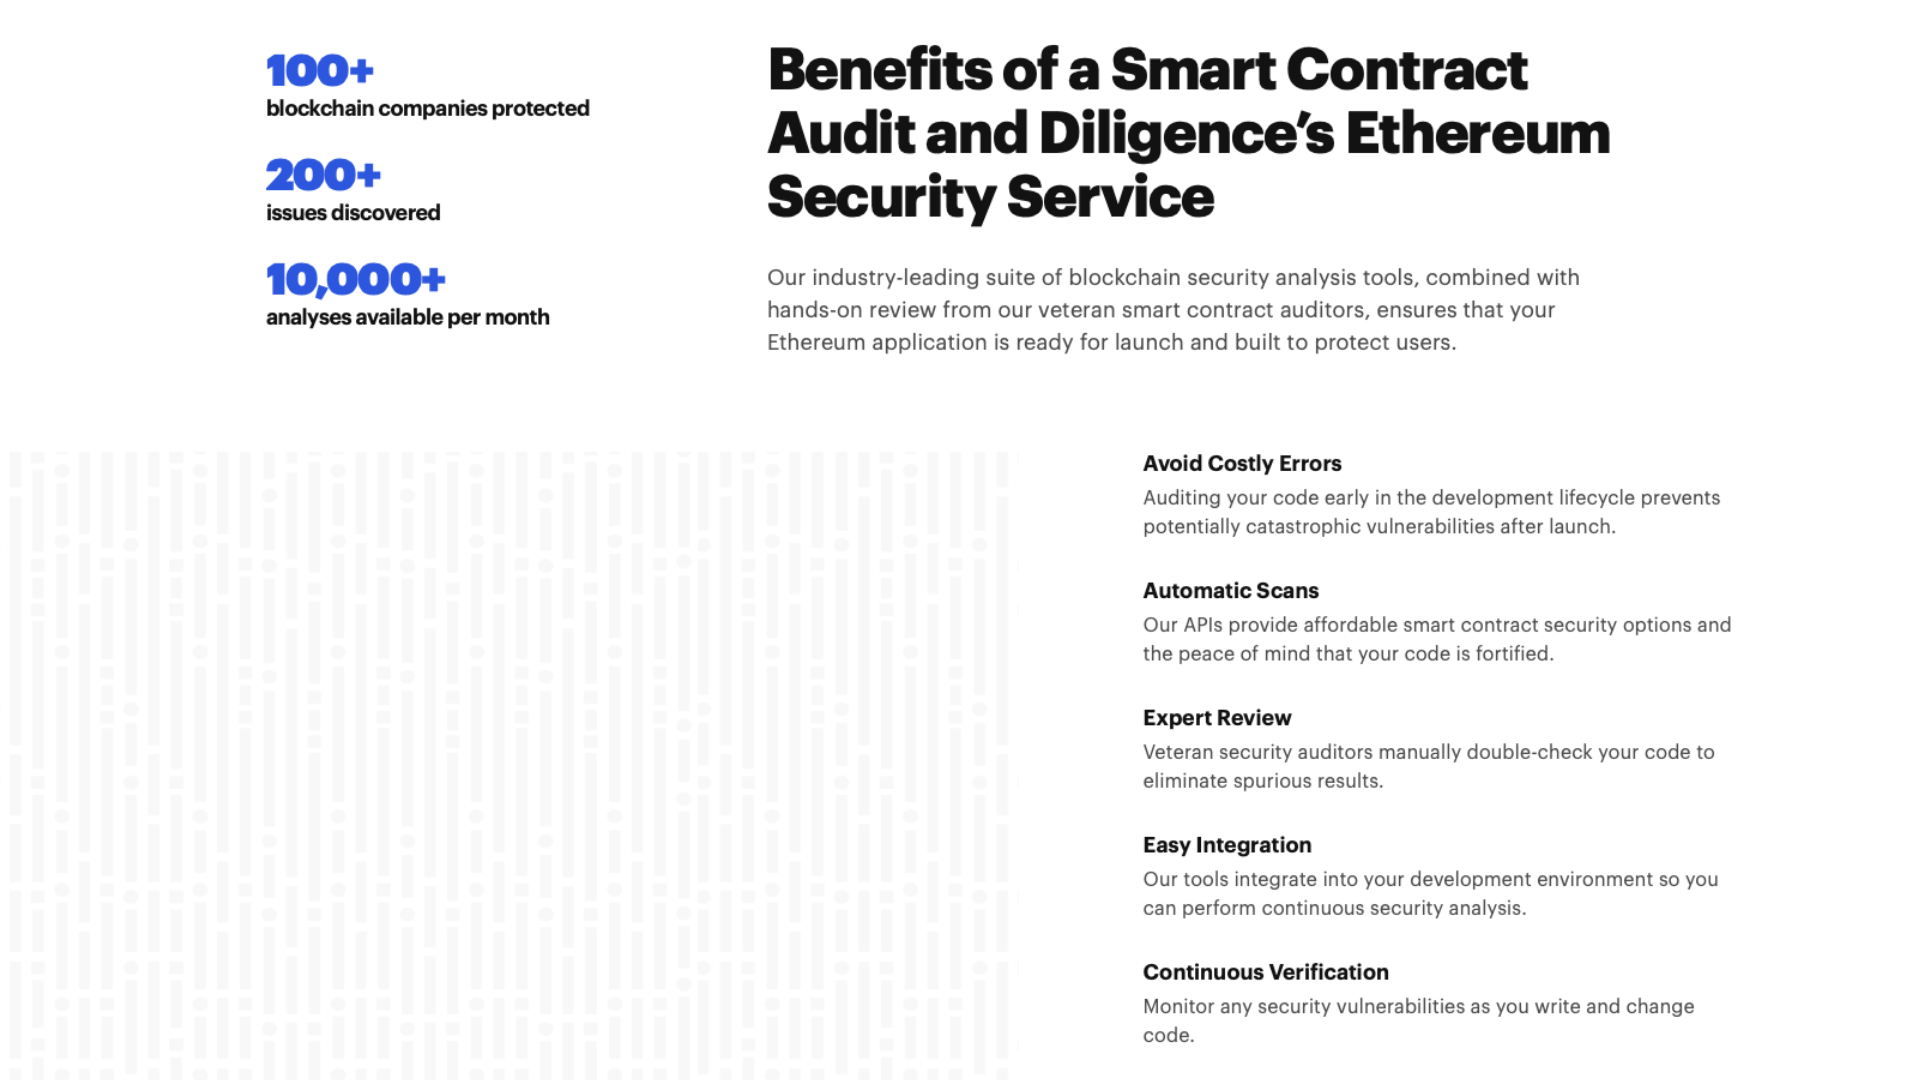 100+
blockchain companies protected
200+
issues discovered
10,000+
analyses available per month
Benefits of a Smart Contract
Audit and Diligence’s Ethereum
Security Service
Our industry-leading suite of blockchain security analysis tools, combined with
hands-on review from our veteran smart contract auditors, ensures that your
Ethereum application is ready for launch and built to protect users.
Avoid Costly Errors
Auditing your code early in the development lifecycle prevents
potentially catastrophic vulnerabilities after launch.
Automatic Scans
Our APIs provide affordable smart contract security options and
the peace of mind that your code is fortified.
Expert Review
Veteran security auditors manually double-check your code to
eliminate spurious results.
Easy Integration
Our tools integrate into your development environment so you
can perform continuous security analysis.
Continuous Verification
Monitor any security vulnerabilities as you write and change
code.